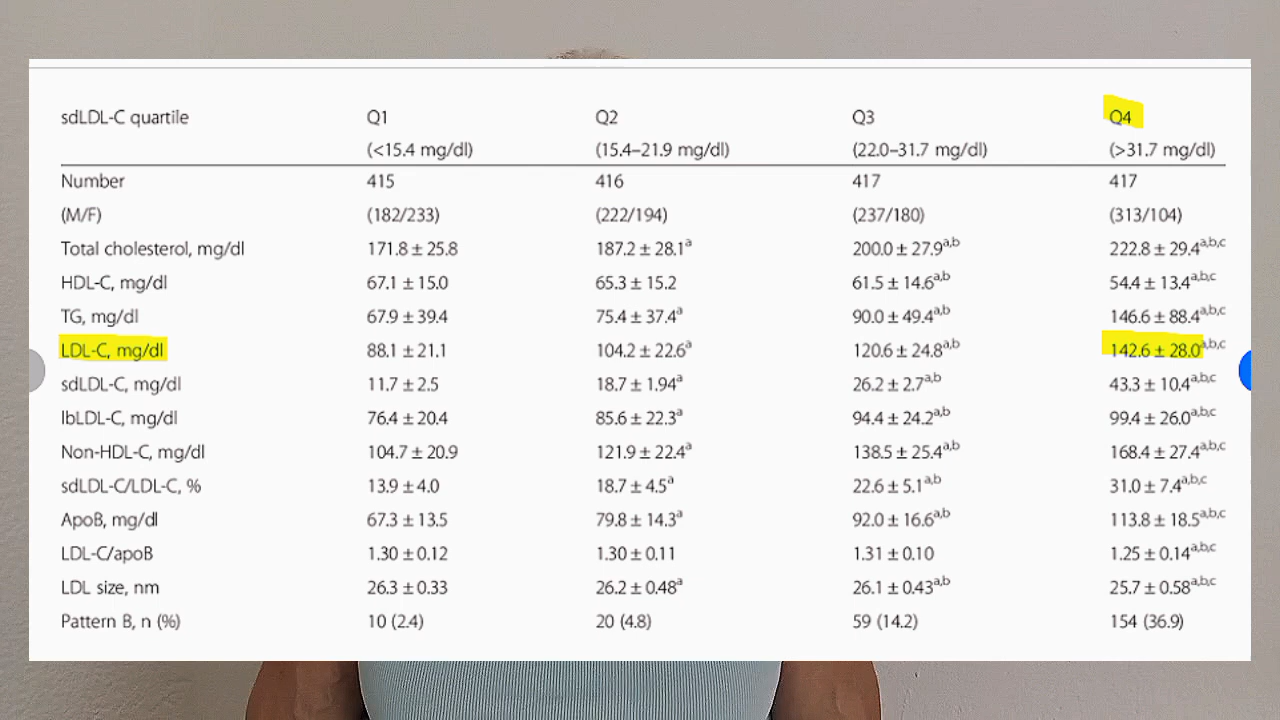 sdLDL-C quartile Q1 Q2 Q3 Q4
(<15.4 mg/dl) (15.4–21.9 mg/dl) (22.0–31.7 mg/dl) (>31.7 mg/dl)
Number 415 416 417 417
(M/F) (182/233) (222/194) (237/180) (313/104)
Total cholesterol, mg/dl 171.8 ± 25.8 187.2 ± 28.1a 200.0 ± 27.9a,b 222.8 ± 29.4a,b,c
HDL-C, mg/dl 67.1 ± 15.0 65.3 ± 15.2 61.5 ± 14.6a,b 54.4 ± 13.4a,b,c
TG, mg/dl 67.9 ± 39.4 75.4 ± 37.4a 90.0 ± 49.4a,b 146.6 ± 88.4a,b,c
LDL-C, mg/dl 88.1 ± 21.1 104.2 ± 22.6a 120.6 ± 24.8a,b 142.6 ± 28.0a,b,c
sdLDL-C, mg/dl 11.7 ± 2.5 18.7 ± 1.94a 26.2 ± 2.7a,b 43.3 ± 10.4a,b,c
lbLDL-C, mg/dl 76.4 ± 20.4 85.6 ± 22.3a 94.4 ± 24.2a,b 99.4 ± 26.0a,b,c
Non-HDL-C, mg/dl 104.7 ± 20.9 121.9 ± 22.4a 138.5 ± 25.4a,b 168.4 ± 27.4a,b,c
sdLDL-C/LDL-C, % 13.9 ± 4.0 18.7 ± 4.5a 22.6 ± 5.1a,b 31.0 ± 7.4a,b,c
ApoB, mg/dl 67.3 ± 13.5 79.8 ± 14.3a 92.0 ± 16.6a,b 113.8 ± 18.5a,b,c
LDL-C/apoB 1.30 ± 0.12 1.30 ± 0.11 1.31 ± 0.10 1.25 ± 0.14a,b,c
LDL size, nm 26.3 ± 0.33 26.2 ± 0.48a 26.1 ± 0.43a,b 25.7 ± 0.58a,b,c
Pattern B, n (%) 10 (2.4) 20 (4.8) 59 (14.2) 154 (36.9)